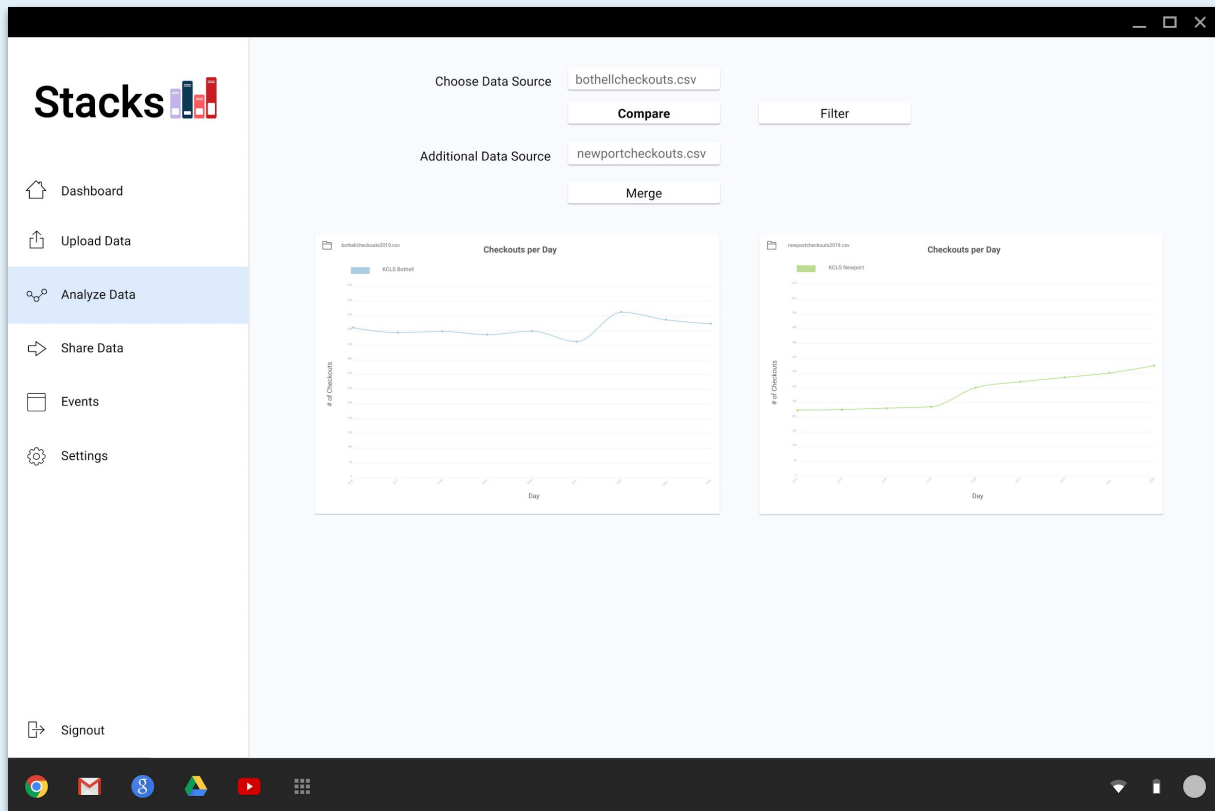 Stacks
Dashboard
Upload Data
Analyze Data
Share Data
Events
Settings
Signout
Choose Data Source
bothellcheckouts.csv
Compare
Filter
Additional Data Source
newportcheckouts.csv
Merge
bothellcheckouts2019.csv
Checkouts per Day
KCLS Bothell
# of Checkouts
Day
newportcheckouts2019.csv
Checkouts per Day
KCLS Newport
# of Checkouts
Day